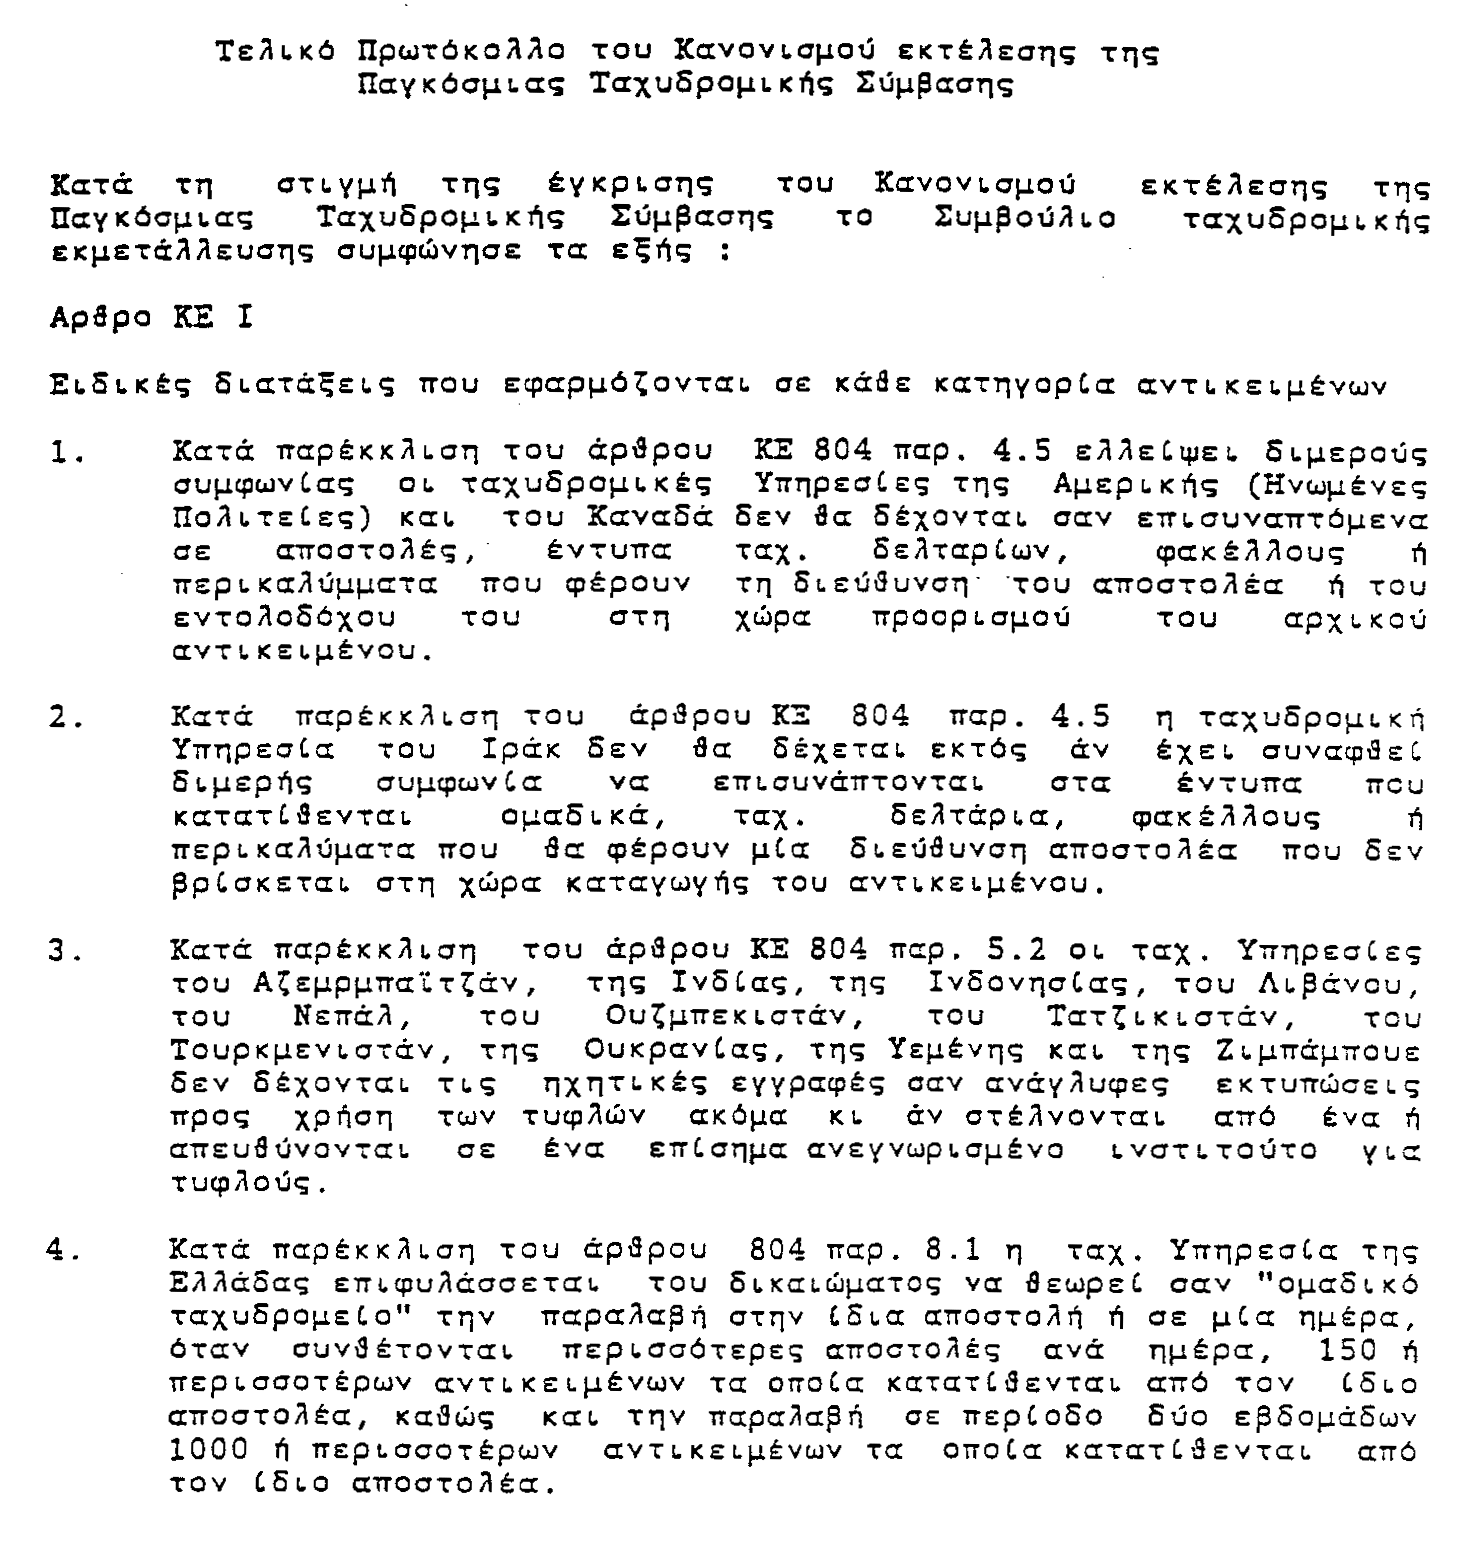 Τελικό Πρωτόκολλο του Κανονισμού εκτέλεσης της
Παγκόσμιας Ταχυδρομικής Σύμβασης
Κατά τη στιγμή της έγκρισης του Κανονισμού εκτέλεσης της
Παγκόσμιας Ταχυδρομικής Σύμβασης το Συμβούλιο ταχυδρομικής
εκμετάλλευσης συμφώνησε τα εξής :
Αρθρο ΚΕ Ι
Ειδικές διατάξεις που εφαρμόζονται σε κάθε κατηγορία αντικειμένων
1. Κατά παρέκκλιση του άρθρου ΚΕ 804 παρ. 4.5 ελλείψει διμερούς
συμφωνίας οι ταχυδρομικές Υπηρεσίες της Αμερικής (Ηνωμένες
Πολιτείες) και του Καναδά δεν θα δέχονται σαν επισυναπτόμενα
σε αποστολές, έντυπα ταχ. δελταρίων, φακέλλους ή
περικαλύμματα που φέρουν τη διεύθυνση του αποστολέα ή του
εντολοδόχου του στη χώρα προορισμού του αρχικού
αντικειμένου.
2. Κατά παρέκκλιση του άρθρου ΚΕ 804 παρ. 4.5 η ταχυδρομική
Υπηρεσία του Ιράκ δεν θα δέχεται εκτός άν έχει συναφθεί
διμερής συμφωνία να επισυνάπτονται στα έντυπα που
κατατίθενται ομαδικά, ταχ. δελτάρια, φακέλλους ή
περικαλύματα που θα φέρουν μία διεύθυνση αποστολέα που δεν
βρίσκεται στη χώρα καταγωγής του αντικειμένου.
3. Κατά παρέκκλιση του άρθρου ΚΕ 804 παρ. 5.2 οι ταχ. Υπηρεσίες
του Αζεμρμπαϊτζάν, της Ινδίας, της Ινδονησίας, του Λιβάνου,
του Νεπάλ, του Ουζμπεκιστάν, του Τατζικιστάν, του
Τουρκμενιστάν, της Ουκρανίας, της Υεμένης και της Ζιμπάμπουε
δεν δέχονται τις ηχητικές εγγραφές σαν ανάγλυφες εκτυπώσεις
προς χρήση των τυφλών ακόμα κι άν στέλνονται από ένα ή
απευθύνονται σε ένα επίσημα ανεγνωρισμένο ινστιτούτο για
τυφλούς.
4. Κατά παρέκκλιση του άρθρου 804 παρ. 8.1 η ταχ. Υπηρεσία της
Ελλάδας επιφυλάσσεται του δικαιώματος να θεωρεί σαν "ομαδικό
ταχυδρομείο" την παραλαβή στην ίδια αποστολή ή σε μία ημέρα,
όταν συνθέτονται περισσότερες αποστολές ανά ημέρα, 150 ή
περισσοτέρων αντικειμένων τα οποία κατατίθενται από τον ίδιο
αποστολέα, καθώς και την παραλαβή σε περίοδο δύο εβδομάδων
1000 ή περισσοτέρων αντικειμένων τα οποία κατατίθενται από
τον ίδιο αποστολέα.